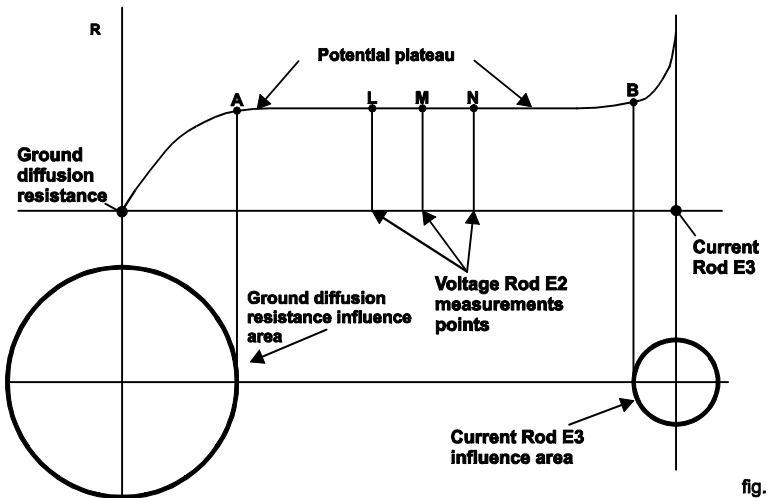 R
Potential plateau
A
L
M
N
B
Ground
diffusion
resistance
Current
Rod E3
Voltage Rod E2
measurements
points
Ground diffusion
resistance influence
area
Current Rod E3
influence area
fig.